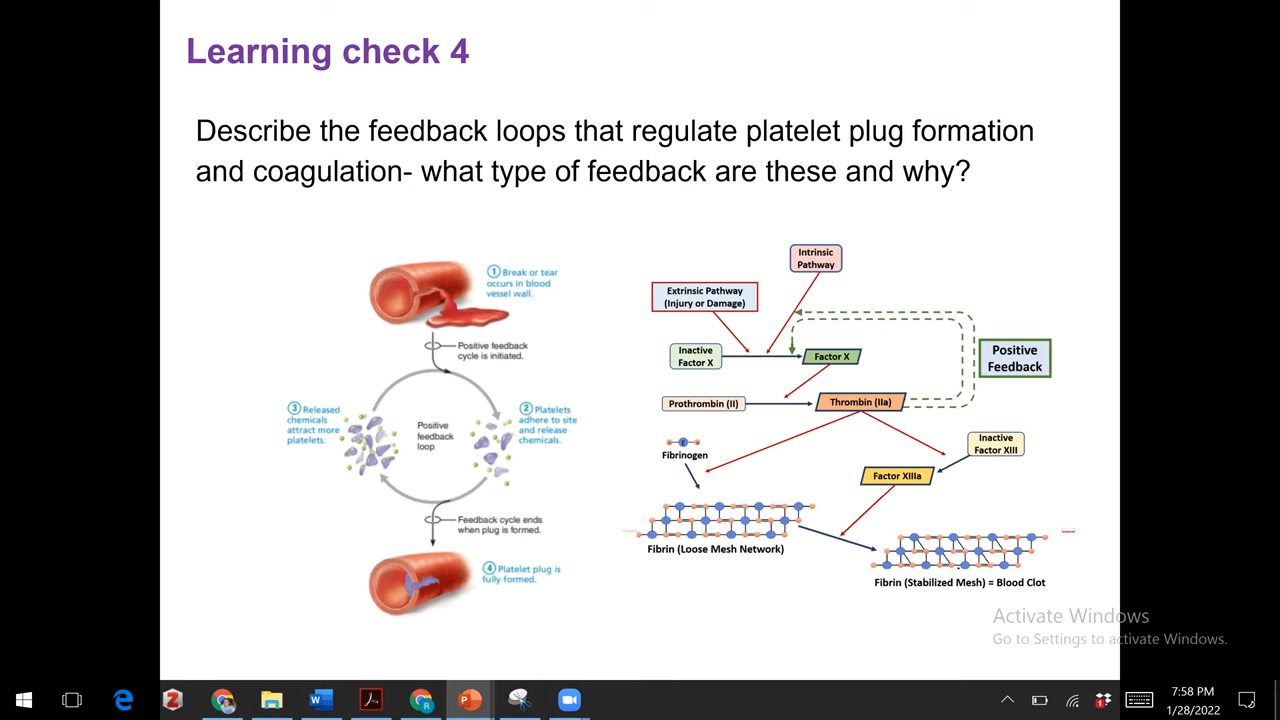 Learning check 4
Describe the feedback loops that regulate platelet plug formation
and coagulation- what type of feedback are these and why?
1 Break or tear
occurs in blood
vessel wall.
Positive feedback
cycle is initiated.
3 Released
chemicals
attract more
platelets.
Positive
feedback
loop
2 Platelets
adhere to site
and release
chemicals.
Feedback cycle ends
when plug is formed.
4 Platelet plug is
fully formed.
Intrinsic
Pathway
Extrinsic Pathway
(Injury or Damage)
Inactive
Factor X
Factor X
Positive
Feedback
Prothrombin (II)
Thrombin (IIa)
Fibrinogen
Inactive
Factor XIII
Factor XIIIa
Fibrin (Loose Mesh Network)
Fibrin (Stabilized Mesh) = Blood Clot
Activate Windows
Go to Settings to activate Windows.
7:58 PM
1/28/2022